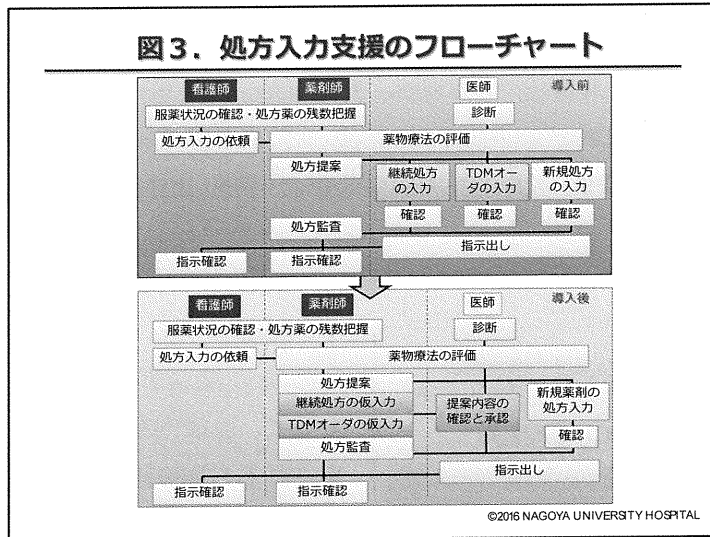 図３．処方入力支援のフローチャート
看護師
薬剤師
医師
導入前
服薬状況の確認・処方薬の残数把握
診断
処方入力の依頼
薬物療法の評価
処方提案
継続処方
の入力
TDMオー
ダの入力
新規処方
の入力
確認
確認
確認
処方監査
指示出し
指示確認
指示確認
看護師
薬剤師
医師
導入後
服薬状況の確認・処方薬の残数把握
診断
処方入力の依頼
薬物療法の評価
処方提案
継続処方の仮入力
TDMオーダの仮入力
提案内容の
確認と承認
新規薬剤の
処方入力
確認
処方監査
指示出し
指示確認
指示確認
©2016 NAGOYA UNIVERSITY HOSPITAL